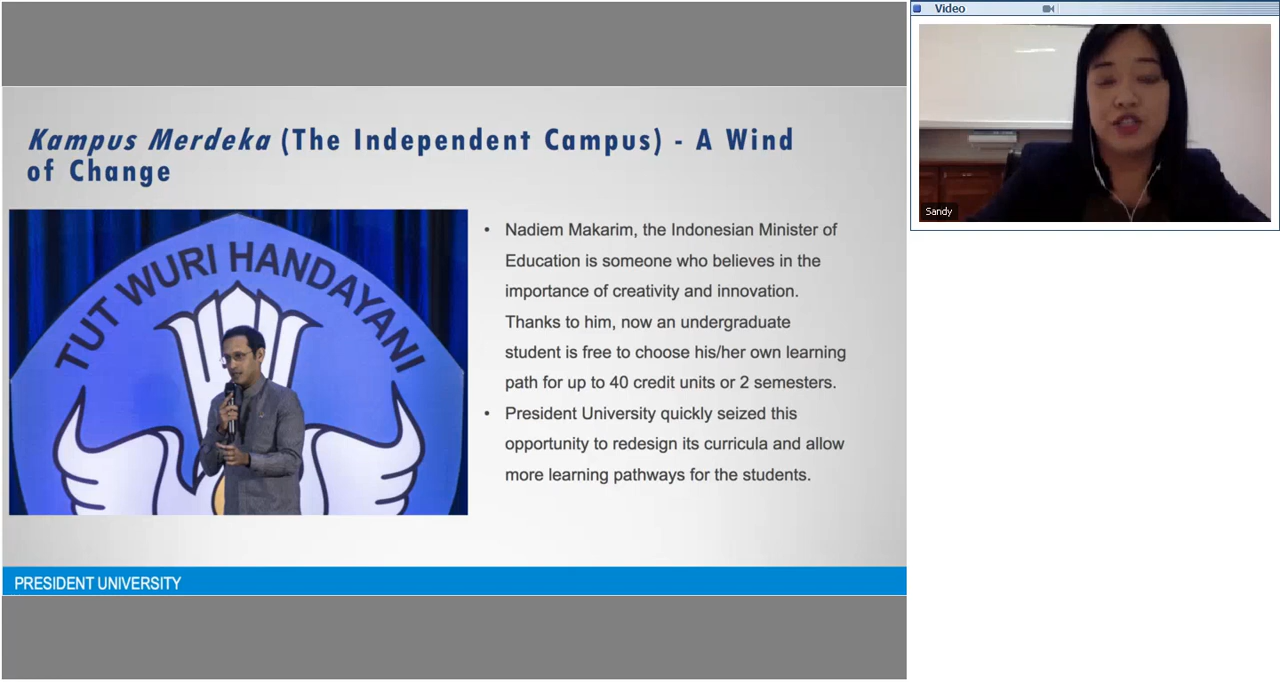 Video
Sandy
Kampus Merdeka (The Independent Campus) - A Wind
of Change
TUT WURI HANDAYANI
• Nadiem Makarim, the Indonesian Minister of
Education is someone who believes in the
importance of creativity and innovation.
Thanks to him, now an undergraduate
student is free to choose his/her own learning
path for up to 40 credit units or 2 semesters.
• President University quickly seized this
opportunity to redesign its curricula and allow
more learning pathways for the students.
PRESIDENT UNIVERSITY